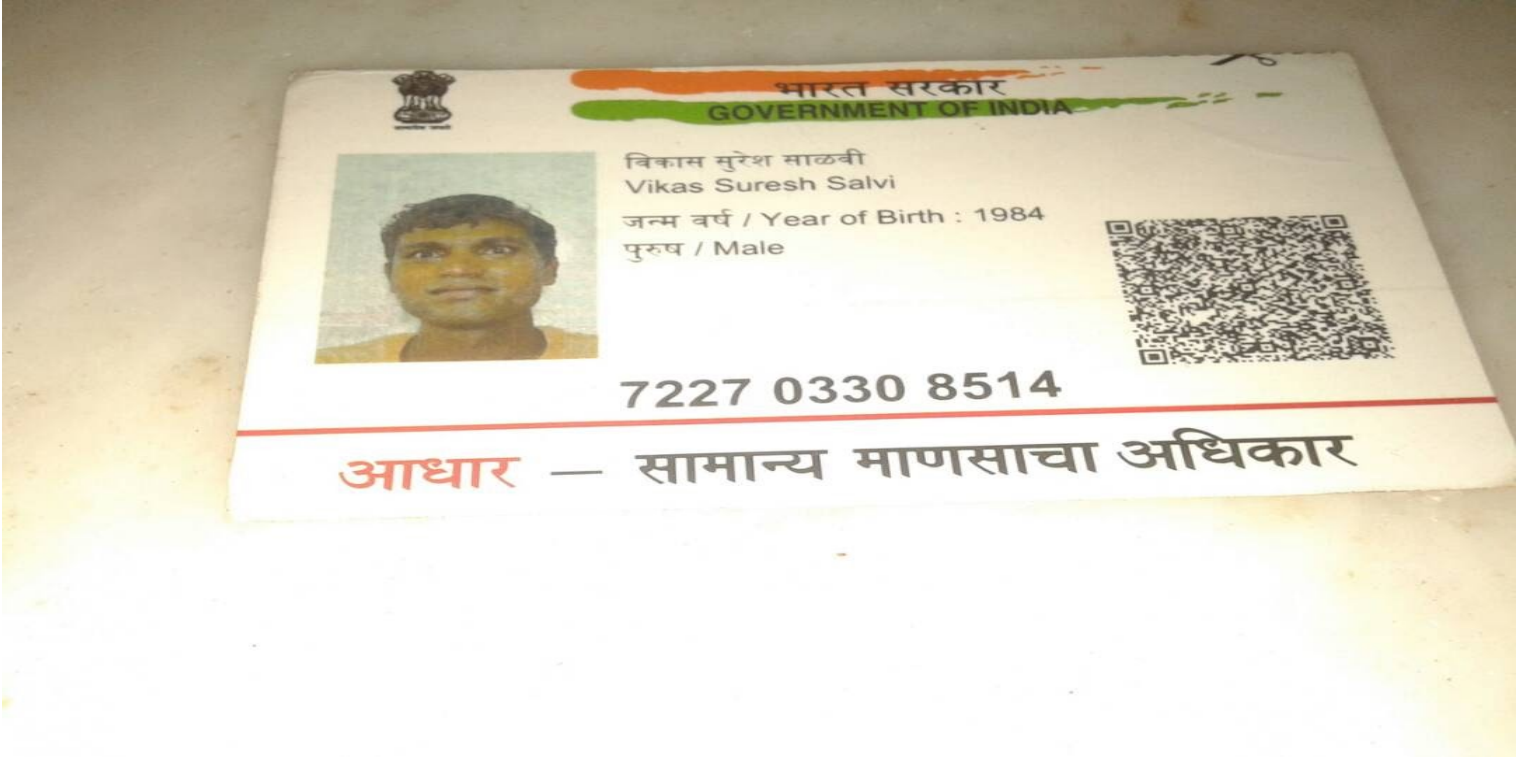 भारत सरकार
GOVERNMENT OF INDIA
विकास सुरेश साळवी
Vikas Suresh Salvi
जन्म वर्ष / Year of Birth : 1984
पुरुष / Male
7227 0330 8514
आधार — सामान्य माणसाचा अधिकार